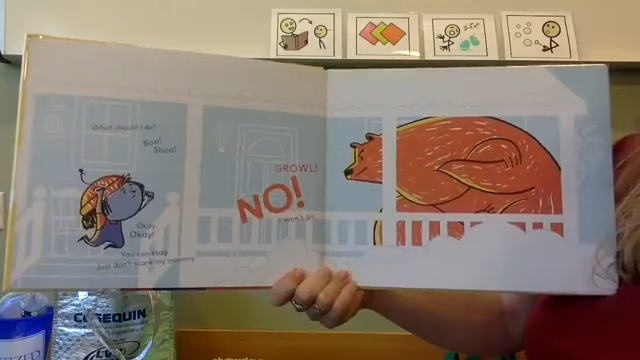 What should I do?
Boo!
Shoo!
GROWL!
NO!
I won't go.
Okay.
Okay!
You can stay.
Just don't scare my mommy.